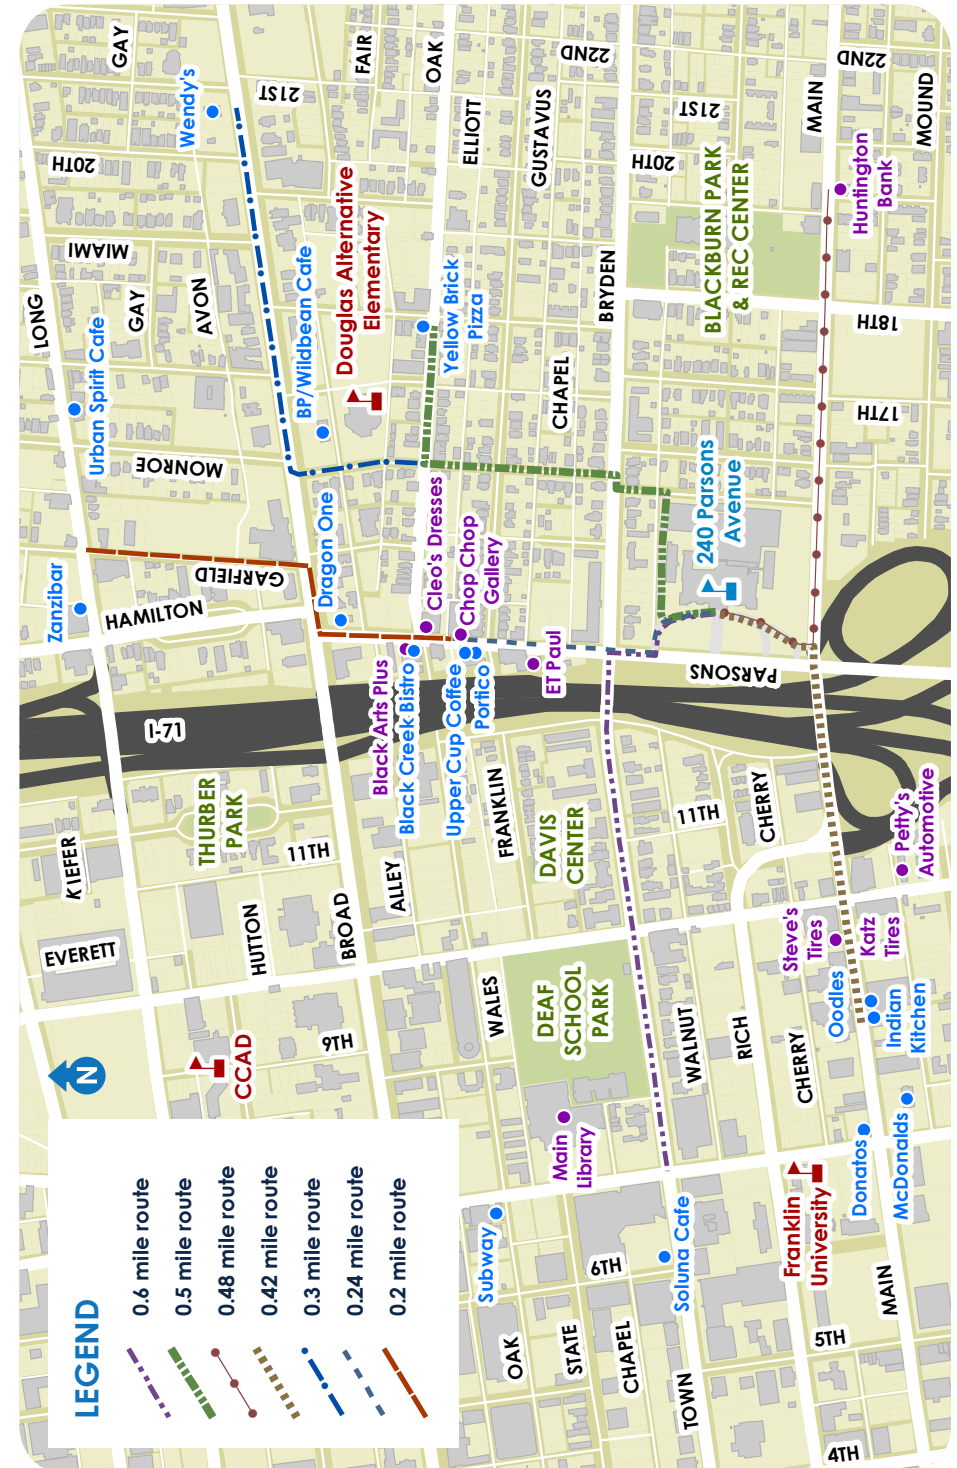 LEGEND
0.6 mile route
0.5 mile route
0.48 mile route
0.42 mile route
0.3 mile route
0.24 mile route
0.2 mile route
N
CCAD
EVERETT
KIEFER
HUTTON
9TH
BROAD
11TH
THURBER
PARK
ALLEY
I-71
Zanzibar
HAMILTON
GARFIELD
Dragon One
MONROE
Urban Spirit Cafe
LONG
GAY
AVON
MIAMI
20TH
Wendy's
GAY
21ST
FAIR
OAK
22ND
BP/Wildbean Cafe
Douglas Alternative
Elementary
ELLIOTT
GUSTAVUS
Yellow Brick
Pizza
Cleo's Dresses
Chop Chop
Gallery
Black Arts Plus
Black Creek Bistro
Upper Cup Coffee
Portico
ET Paul
FRANKLIN
DAVIS
CENTER
CHAPEL
BRYDEN
20TH
21ST
BLACKBURN PARK
& REC CENTER
MAIN
22ND
MOUND
Huntington
Bank
18TH
17TH
240 Parsons
Avenue
PARSONS
11TH
CHERRY
Petty's
Automotive
Steve's
Tires
Katz
Tires
Oodles
Indian
Kitchen
WALES
DEAF
SCHOOL
PARK
WALNUT
RICH
CHERRY
Main
Library
Subway
Soluna Cafe
6TH
Franklin
University
Donatos
McDonalds
OAK
STATE
CHAPEL
TOWN
5TH
MAIN
4TH